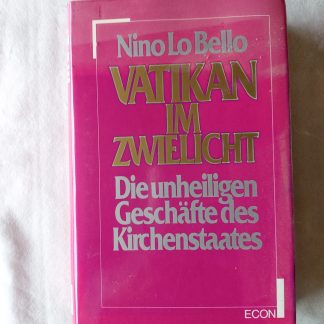 Nino Lo Bello
VATIKAN
IM
ZWIELICHT
Die unheiligen
Geschäfte des
Kirchenstaates
ECON